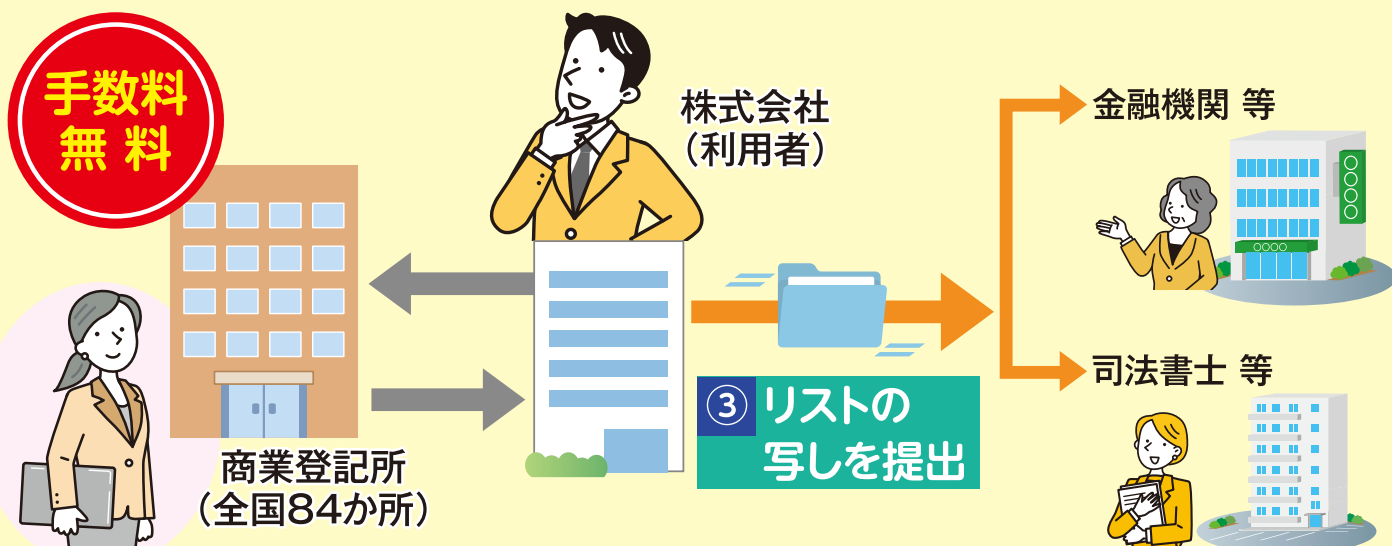 手数料
無料
株式会社
（利用者）
金融機関 等
○○○○
○○○○
司法書士 等
③ リストの
写しを提出
商業登記所
（全国84か所）